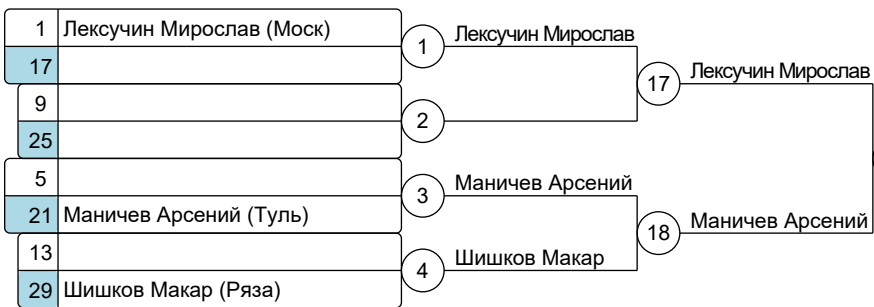 1 Лексучин Мирослав (Моск)
17
9
25
5
21 Маничев Арсений (Туль)
13
29 Шишков Макар (Ряза)
1 Лексучин Мирослав
2
3 Маничев Арсений
4 Шишков Макар
17 Лексучин Мирослав
18 Маничев Арсений